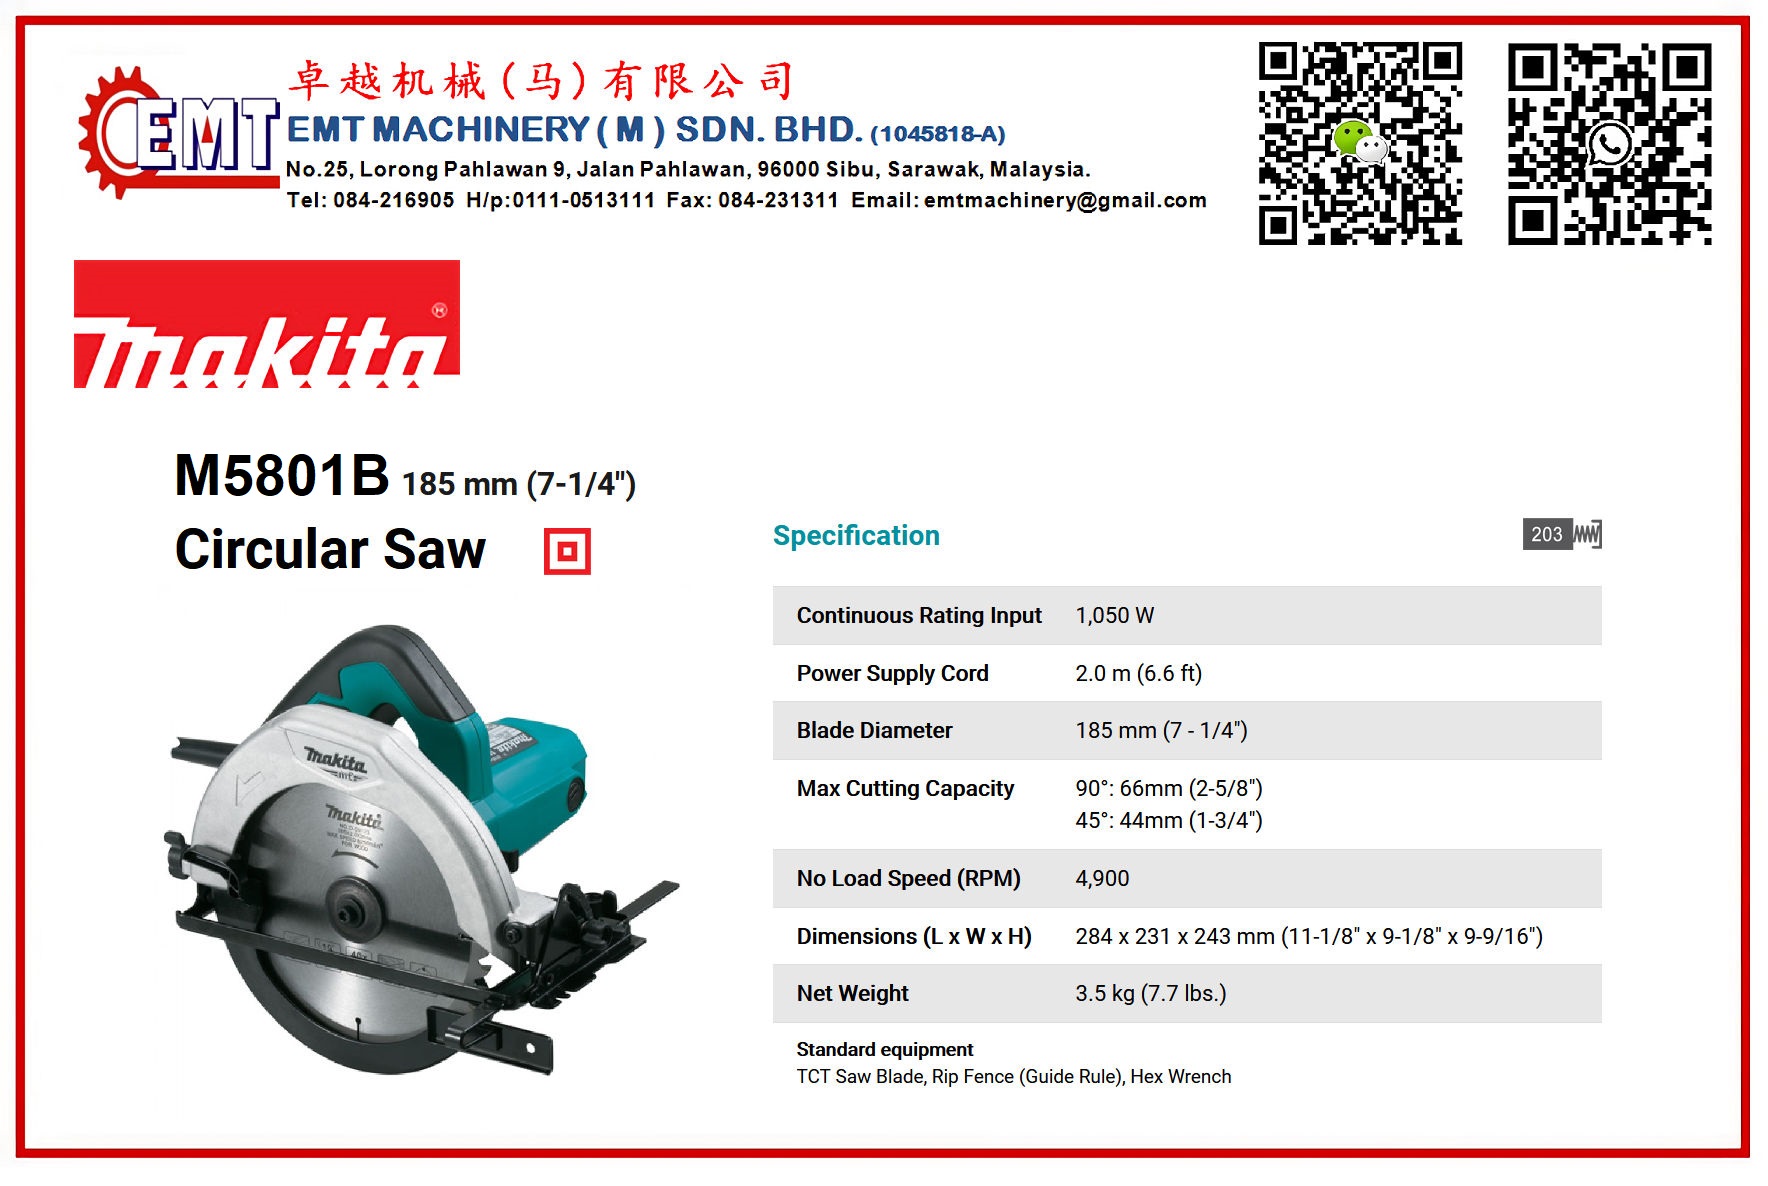 卓越机械(马)有限公司
EMT
EMT MACHINERY ( M ) SDN. BHD. (1045818-A)
No.25, Lorong Pahlawan 9, Jalan Pahlawan, 96000 Sibu, Sarawak, Malaysia.
Tel: 084-216905 H/p:0111-0513111 Fax: 084-231311 Email: emtmachinery@gmail.com
makita ®
M5801B 185 mm (7-1/4")
Circular Saw
Specification
203
Continuous Rating Input 1,050 W
Power Supply Cord 2.0 m (6.6 ft)
Blade Diameter 185 mm (7 - 1/4")
Max Cutting Capacity 90°: 66mm (2-5/8")
45°: 44mm (1-3/4")
No Load Speed (RPM) 4,900
Dimensions (L x W x H) 284 x 231 x 243 mm (11-1/8" x 9-1/8" x 9-9/16")
Net Weight 3.5 kg (7.7 lbs.)
Standard equipment
TCT Saw Blade, Rip Fence (Guide Rule), Hex Wrench
makita
makita
makita
FOR WOOD